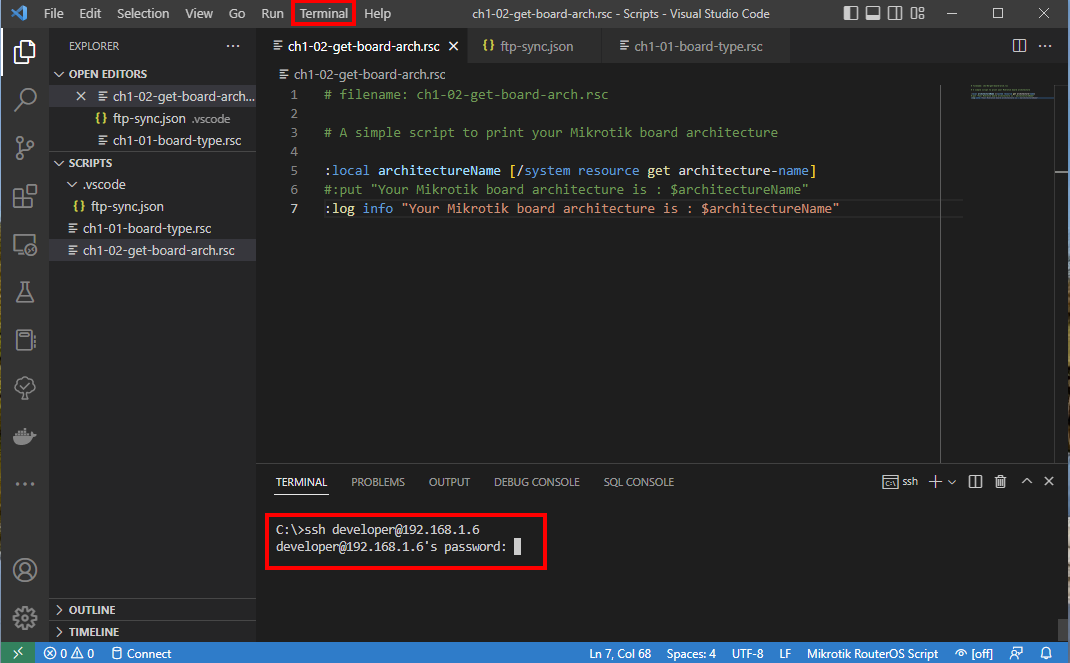 File Edit Selection View Go Run Terminal Help ch1-02-get-board-arch.rsc - Scripts - Visual Studio Code
EXPLORER
OPEN EDITORS
ch1-02-get-board-arch...
ftp-sync.json .vscode
ch1-01-board-type.rsc
SCRIPTS
.vscode
{} ftp-sync.json
ch1-01-board-type.rsc
ch1-02-get-board-arch.rsc
OUTLINE
TIMELINE
ch1-02-get-board-arch.rsc {} ftp-sync.json ch1-01-board-type.rsc
ch1-02-get-board-arch.rsc
1 # filename: ch1-02-get-board-arch.rsc
2
3 # A simple script to print your Mikrotik board architecture
4
5 :local architectureName [/system resource get architecture-name]
6 #:put "Your Mikrotik board architecture is : $architectureName"
7 :log info "Your Mikrotik board architecture is : $architectureName"
TERMINAL PROBLEMS OUTPUT DEBUG CONSOLE SQL CONSOLE ssh
C:\>ssh developer@192.168.1.6
developer@192.168.1.6's password:
0 0 Connect Ln 7, Col 68 Spaces: 4 UTF-8 LF Mikrotik RouterOS Script [off]